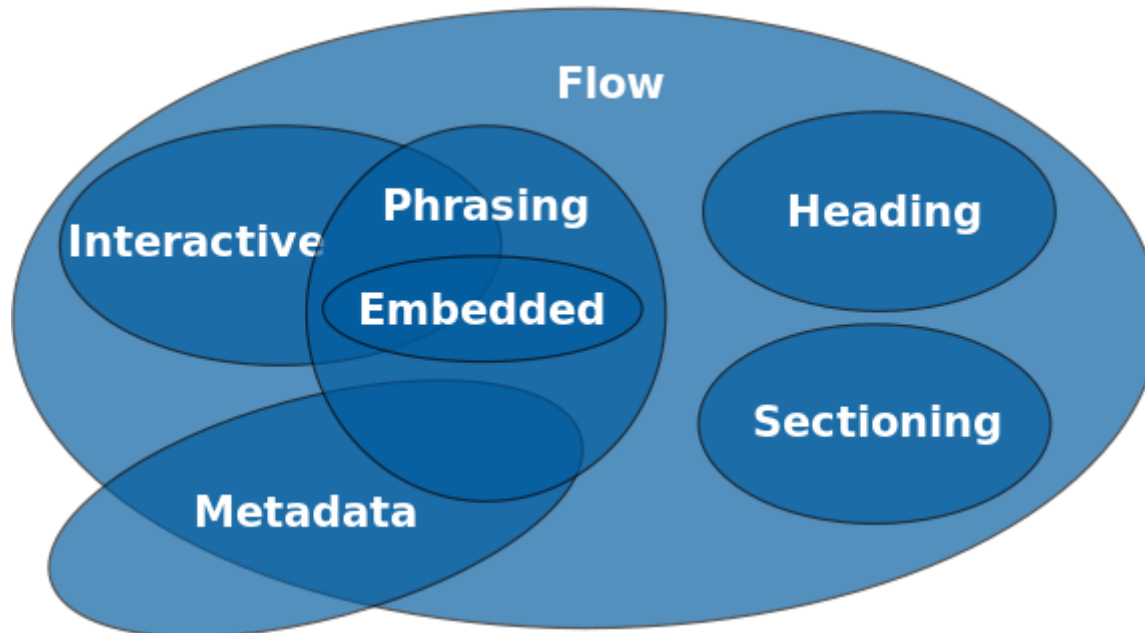 Flow
Phrasing
Heading
Interactive
Embedded
Sectioning
Metadata